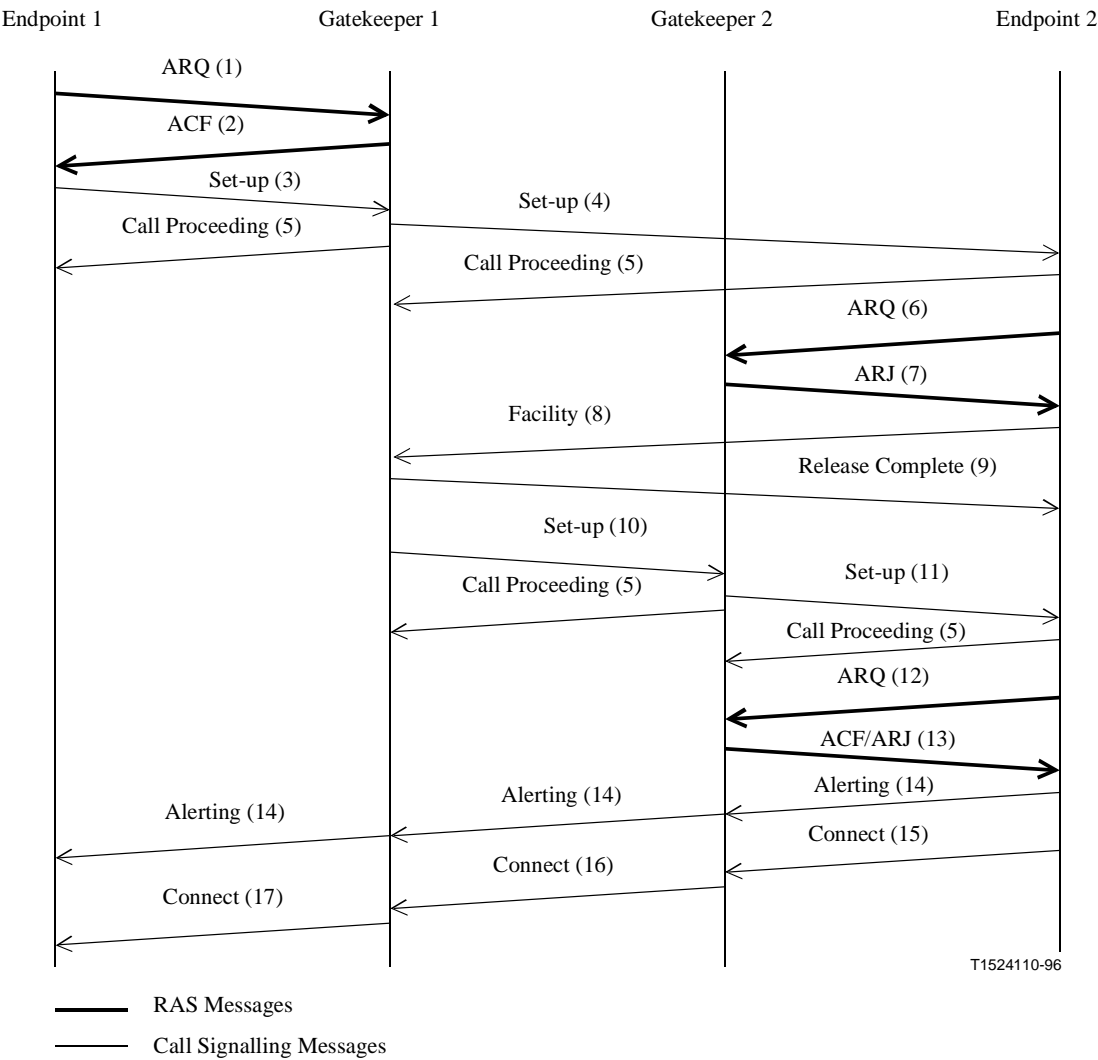 Endpoint 1
Gatekeeper 1
Gatekeeper 2
Endpoint 2
ARQ (1)
ACF (2)
Set-up (3)
Set-up (4)
Call Proceeding (5)
Call Proceeding (5)
ARQ (6)
ARJ (7)
Facility (8)
Release Complete (9)
Set-up (10)
Set-up (11)
Call Proceeding (5)
Call Proceeding (5)
ARQ (12)
ACF/ARJ (13)
Alerting (14)
Alerting (14)
Alerting (14)
Connect (15)
Connect (16)
Connect (17)
T1524110-96
RAS Messages
Call Signalling Messages